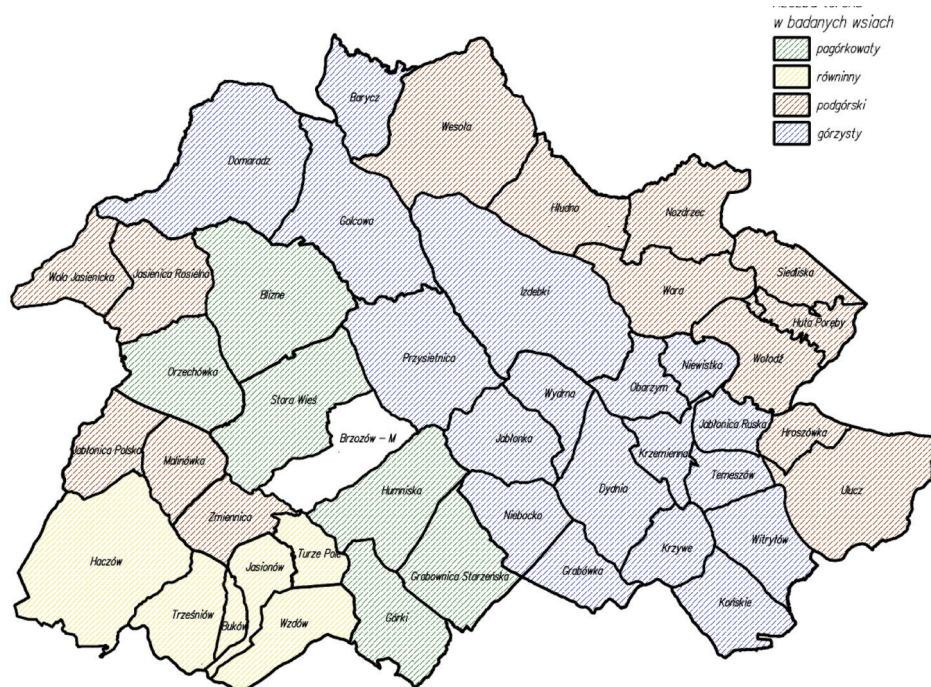 w badanych wsiach
pagórkowaty
równinny
podgórski
górzysty
Barycz
Wesoła
Domaradz
Golcowa
Hłudno
Nozdrzec
Wola Jasienicka
Jasienica Rosielna
Blizne
Izdebki
Wara
Siedliska
Huta Poręby
Wołodź
Orzechówka
Przysietnica
Obarzym
Niewistka
Stara Wieś
Wydrna
Jabłonica Polska
Malinówka
Brzozów - M
Jabłonka
Krzemienna
Jabłonica Ruska
Hroszówka
Temeszów
Ulucz
Humniska
Dydnia
Zmiennica
Niebocko
Witryłów
Haczów
Jasionów
Turze Pole
Grabownica Starzeńska
Grabówka
Krzywe
Trześniów
Buków
Wzdów
Górki
Końskie